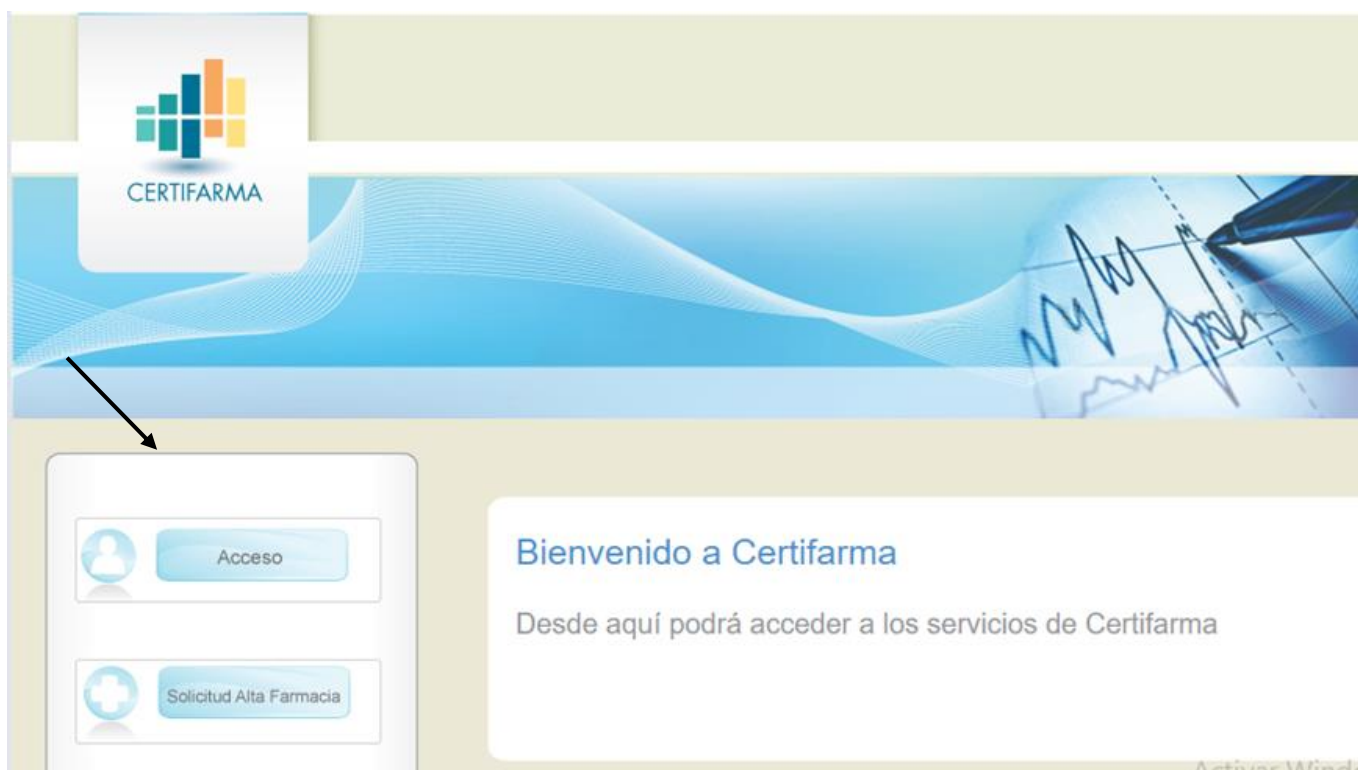 CERTIFARMA
Acceso
Solicitud Alta Farmacia
Bienvenido a Certifarma
Desde aquí podrá acceder a los servicios de Certifarma